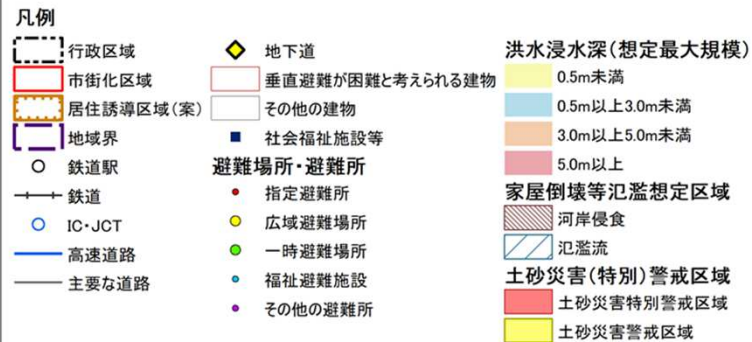 凡例
行政区域
市街化区域
居住誘導区域(案)
地域界
鉄道駅
鉄道
IC・JCT
高速道路
主要な道路
地下道
垂直避難が困難と考えられる建物
その他の建物
社会福祉施設等
避難場所・避難所
指定避難所
広域避難場所
一時避難場所
福祉避難施設
その他の避難所
洪水浸水深(想定最大規模)
0.5m未満
0.5m以上3.0m未満
3.0m以上5.0m未満
5.0m以上
家屋倒壊等氾濫想定区域
河岸侵食
氾濫流
土砂災害(特別)警戒区域
土砂災害特別警戒区域
土砂災害警戒区域